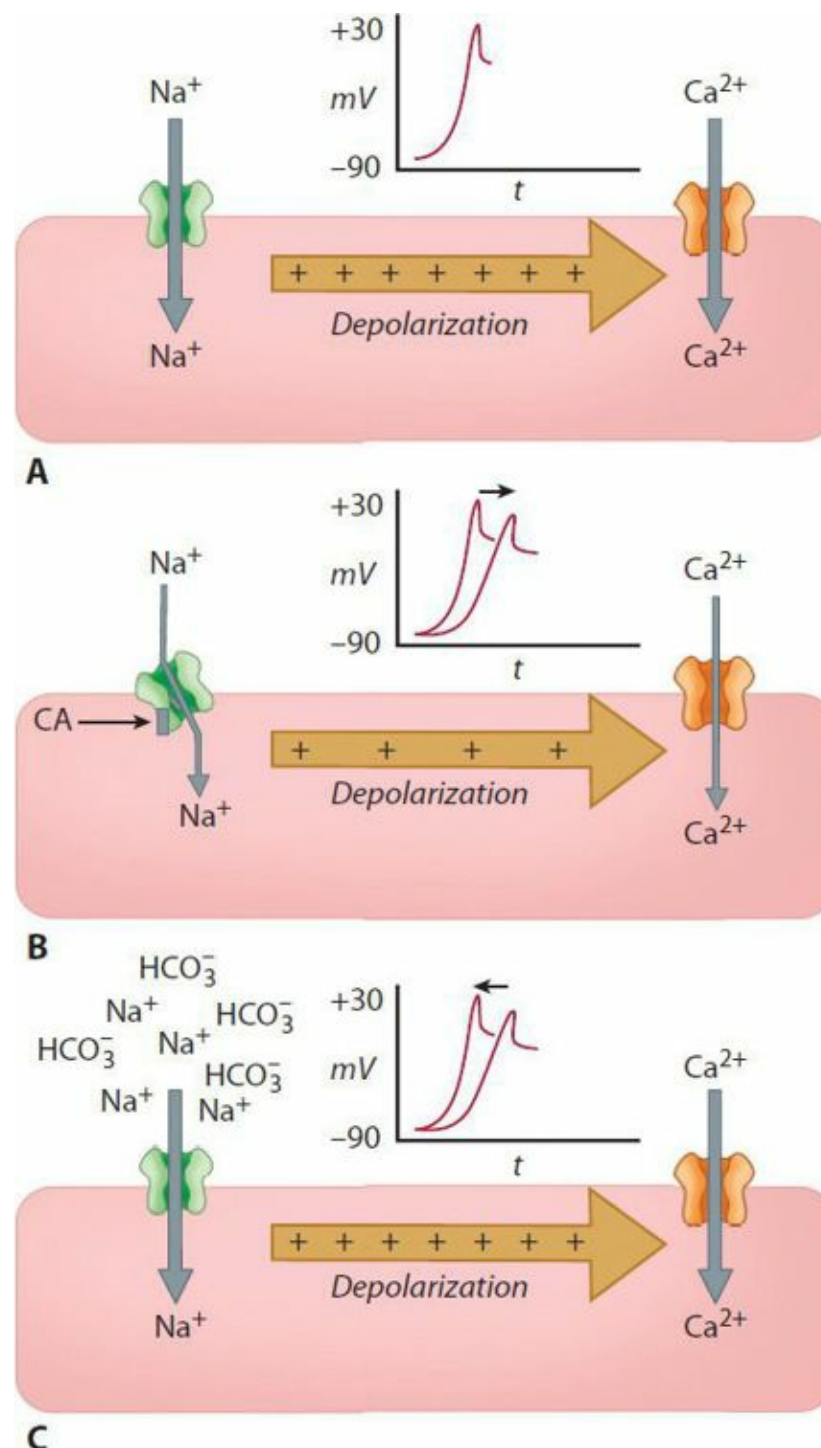 +30
Na⁺
mV
Ca²⁺
–90
t
+ + + + + + +
Depolarization
Na⁺
Ca²⁺
A
+30
Na⁺
mV
Ca²⁺
–90
t
CA
+ + + +
Depolarization
Na⁺
Ca²⁺
B
HCO₃⁻
Na⁺
HCO₃⁻
HCO₃⁻
Na⁺
HCO₃⁻
Na⁺
Na⁺
+30
mV
Ca²⁺
–90
t
+ + + + + + +
Depolarization
Na⁺
Ca²⁺
C